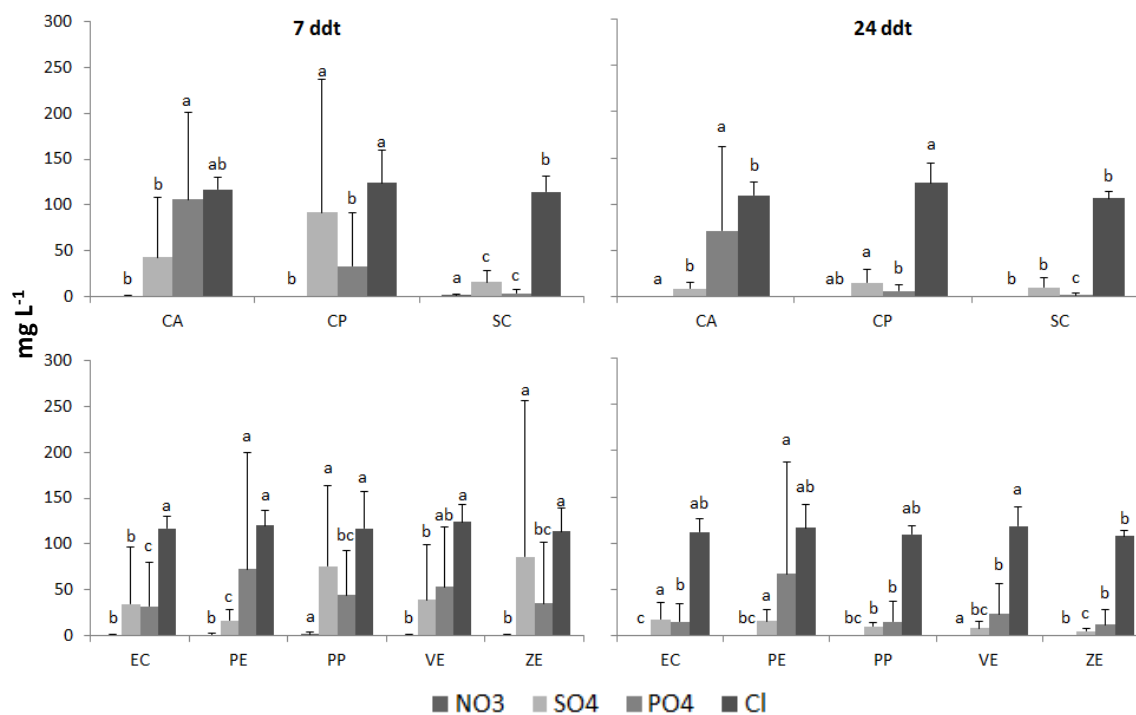 7 ddt
24 ddt
mg L-1
300
250
200
150
100
50
0
b b a ab
b a b a
a c c b
a b a b
ab a b a
b b c b
CA CP SC
CA CP SC
300
250
200
150
100
50
0
b b c a
b c a a
a a bc a
b b ab a
b a bc a
c a b ab
bc a a ab
bc b b ab
a bc b a
b c b b
EC PE PP VE ZE
EC PE PP VE ZE
NO3 SO4 PO4 Cl